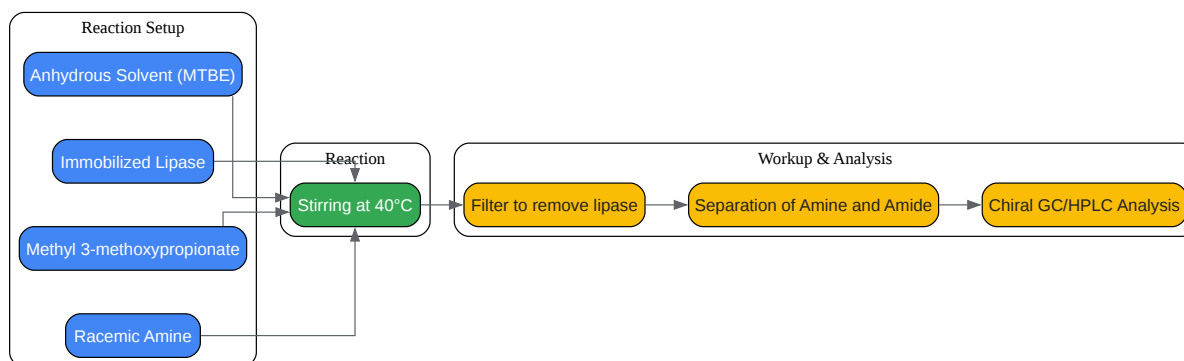 Reaction Setup
Anhydrous Solvent (MTBE)
Immobilized Lipase
Methyl 3-methoxypropionate
Racemic Amine
Reaction
Stirring at 40°C
Workup & Analysis
Filter to remove lipase
Separation of Amine and Amide
Chiral GC/HPLC Analysis